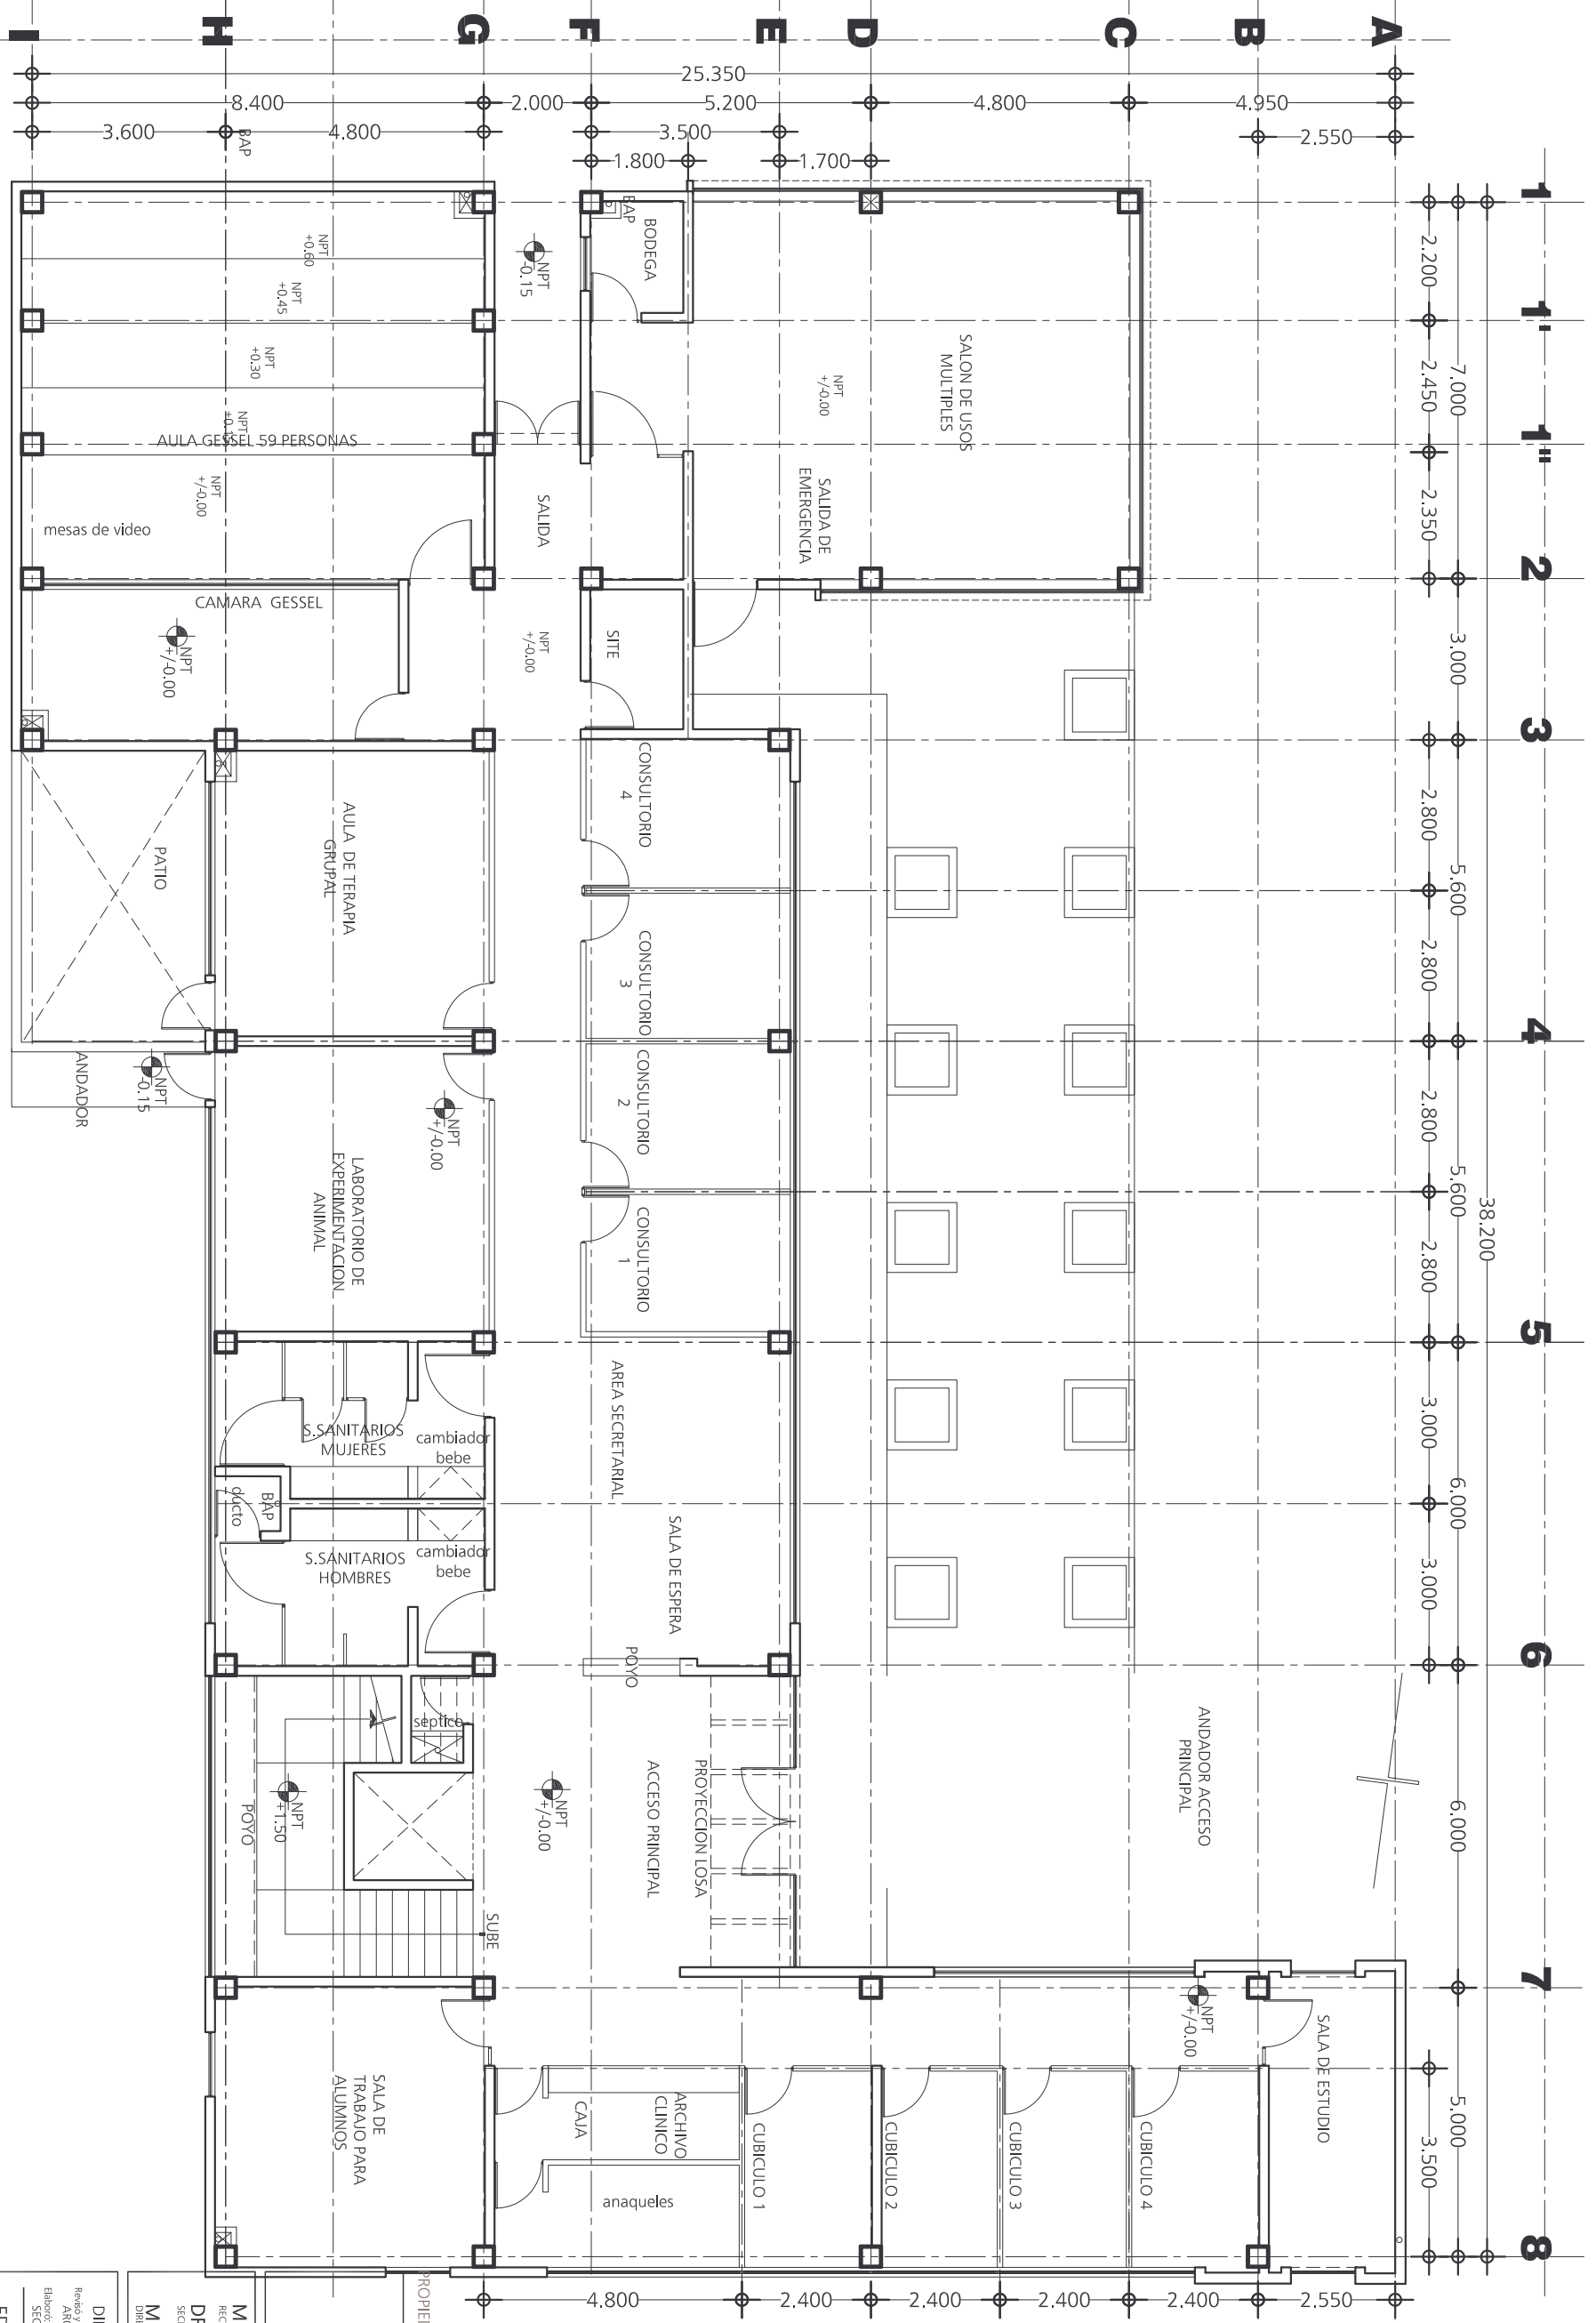 I
H
G
F
E
D
C
B
A
25.350
8.400
2.000
5.200
4.800
4.950
3.600
4.800
3.500
2.550
1.800
1.700
BAP
1
1'
1"
2
3
4
5
6
7
8
38.200
7.000
3.000
5.600
5.600
6.000
6.000
5.000
2.200
2.450
2.350
2.800
2.800
2.800
2.800
3.000
3.000
3.500
NPT
+0.60
NPT
+0.45
NPT
+0.30
NPT
AULA GESSEL 59 PERSONAS
NPT
+/-0.00
mesas de video
CAMARA GESSEL
NPT
+/-0.00
NPT
-0.15
BAP
BODEGA
SALON DE USOS
MULTIPLES
NPT
+/-0.00
SALIDA DE
EMERGENCIA
SALIDA
NPT
+/-0.00
SITE
CONSULTORIO
4
CONSULTORIO
3
CONSULTORIO
2
CONSULTORIO
1
AULA DE TERAPIA
GRUPAL
PATIO
ANDADOR
NPT
-0.15
NPT
+/-0.00
LABORATORIO DE
EXPERIMENTACION
ANIMAL
AREA SECRETARIAL
S.SANITARIOS
MUJERES
cambiador
bebe
ducto
BAP
S.SANITARIOS
HOMBRES
cambiador
bebe
SALA DE ESPERA
POYO
septico
NPT
+1.50
POYO
NPT
+/-0.00
ACCESO PRINCIPAL
PROYECCION LOSA
ANDADOR ACCESO
PRINCIPAL
SUBE
NPT
+/-0.00
SALA DE ESTUDIO
SALA DE
TRABAJO PARA
ALUMNOS
CAJA
ARCHIVO
CLINICO
anaqueles
CUBICULO 1
CUBICULO 2
CUBICULO 3
CUBICULO 4
4.800
2.400
2.400
2.400
2.400
2.550